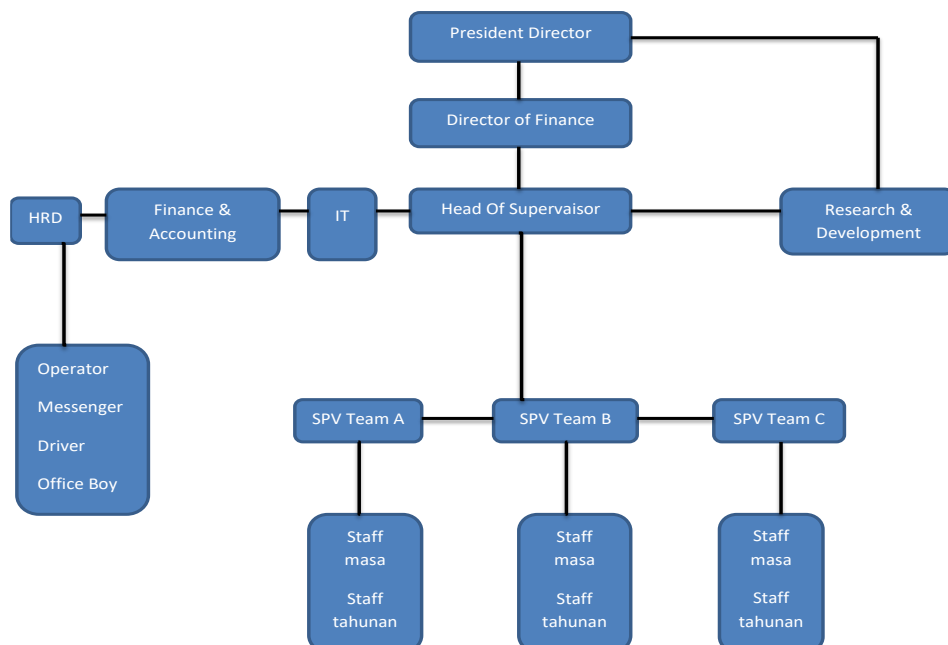 President Director
Director of Finance
HRD
Finance &
Accounting
IT
Head Of Supervaisor
Research &
Development
Operator
Messenger
Driver
Office Boy
SPV Team A
SPV Team B
SPV Team C
Staff
masa
Staff
tahunan
Staff
masa
Staff
tahunan
Staff
masa
Staff
tahunan